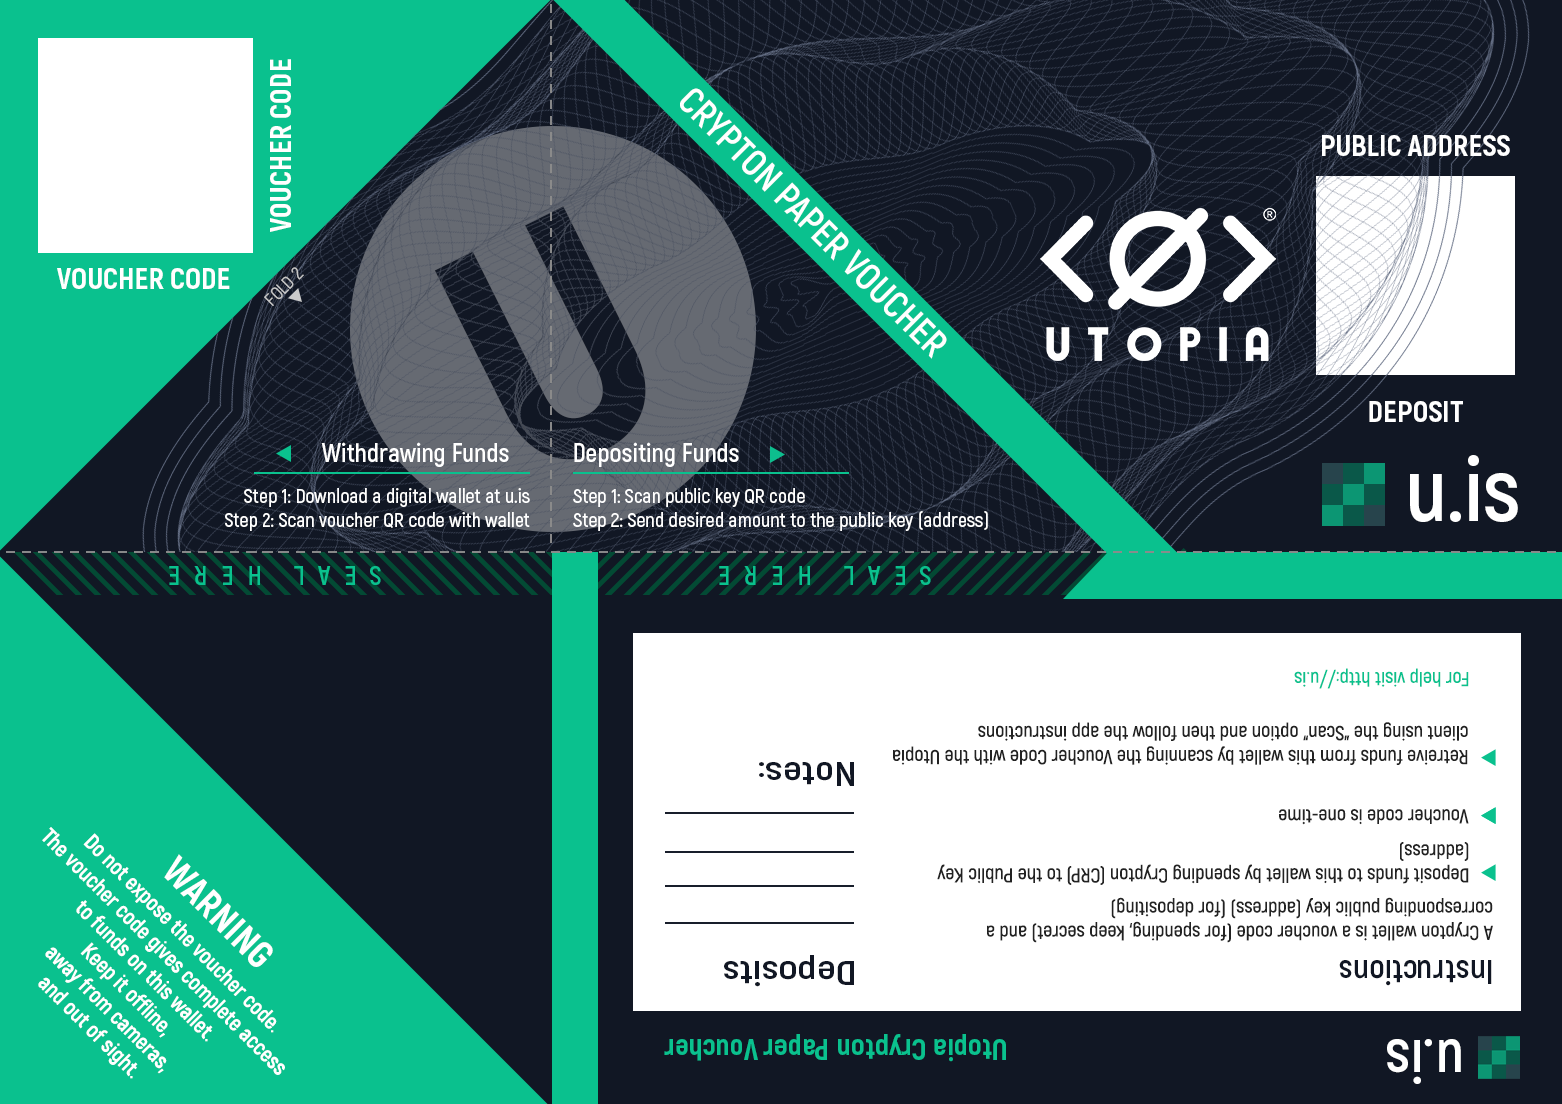 VOUCHER CODE
VOUCHER CODE
FOLD 2
CRYPTON PAPER VOUCHER
PUBLIC ADDRESS
®
UTOPIA
DEPOSIT
u.is
U
Withdrawing Funds
Step 1: Download a digital wallet at u.is
Step 2: Scan voucher QR code with wallet
Depositing Funds
Step 1: Scan public key QR code
Step 2: Send desired amount to the public key (address)
SEAL HERE
SEAL HERE
WARNING
Do not expose the voucher code.
The voucher code gives complete access
to funds on this wallet.
Keep it offline,
away from cameras,
and out of sight.
u.is
Utopia Crypton Paper Voucher
Instructions
A Crypton wallet is a voucher code (for spending, keep secret) and a
corresponding public key (address) (for depositing)
Deposit funds to this wallet by spending Crypton (CRP) to the Public Key
(address)
Voucher code is one-time
Retreive funds from this wallet by scanning the Voucher Code with the Utopia
client using the "Scan" option and then follow the app instructions
For help visit http://u.is
Deposits
Notes: